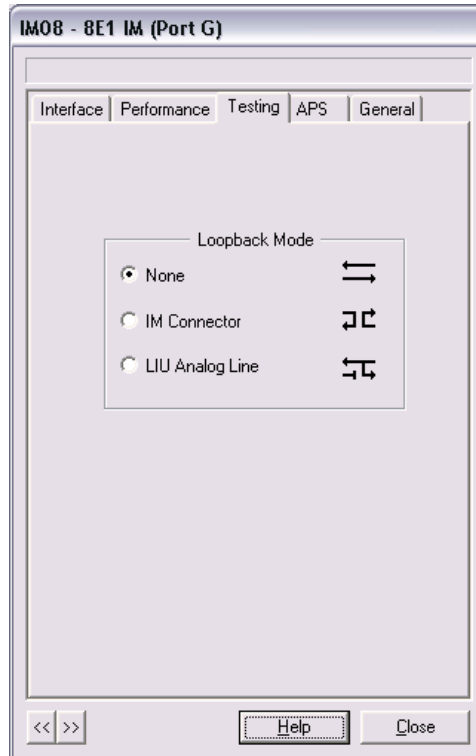 IM08 - 8E1 IM (Port G)
Interface Performance Testing APS General
Loopback Mode
None
IM Connector
LIU Analog Line
<< >> Help Close